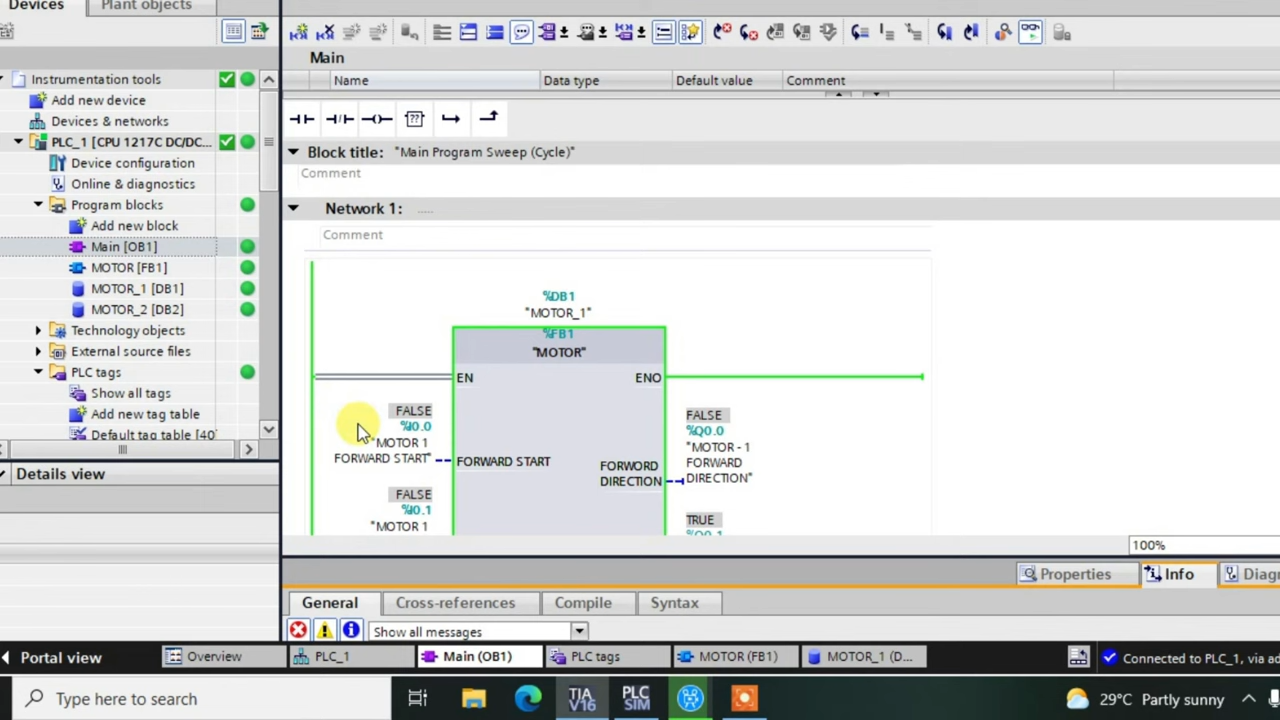 Devices
Plant objects
Instrumentation tools
Add new device
Devices & networks
PLC_1 [CPU 1217C DC/DC...
Device configuration
Online & diagnostics
Program blocks
Add new block
Main [OB1]
MOTOR [FB1]
MOTOR_1 [DB1]
MOTOR_2 [DB2]
Technology objects
External source files
PLC tags
Show all tags
Add new tag table
Default tag table [40]
Details view
Main
Name Data type Default value Comment
??
Block title: "Main Program Sweep (Cycle)"
Comment
Network 1: .....
Comment
%DB1
"MOTOR_1"
%FB1
"MOTOR"
EN ENO
FALSE
%I0.0
"MOTOR 1
FORWARD START"
FORWARD START
FALSE
%I0.1
"MOTOR 1
FORWORD
DIRECTION
FALSE
%Q0.0
"MOTOR - 1
FORWARD
DIRECTION"
TRUE
%Q0.1
100%
Properties
Info
Diag
General
Cross-references
Compile
Syntax
Show all messages
Portal view
Overview
PLC_1
Main (OB1)
PLC tags
MOTOR (FB1)
MOTOR_1 (D...
Connected to PLC_1, via ad
Type here to search
TIA
V16
PLC
SIM
29°C Partly sunny